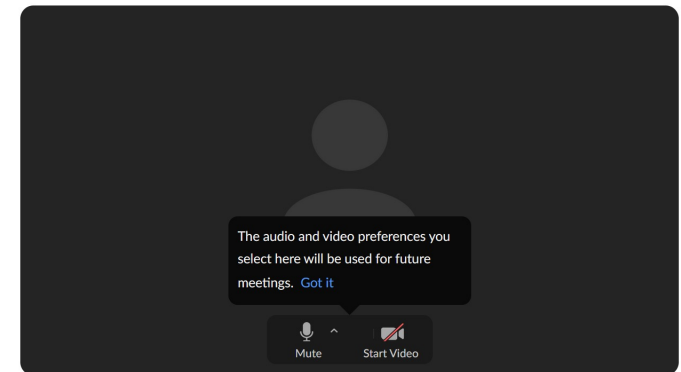 The audio and video preferences you
select here will be used for future
meetings. Got it
Mute
Start Video